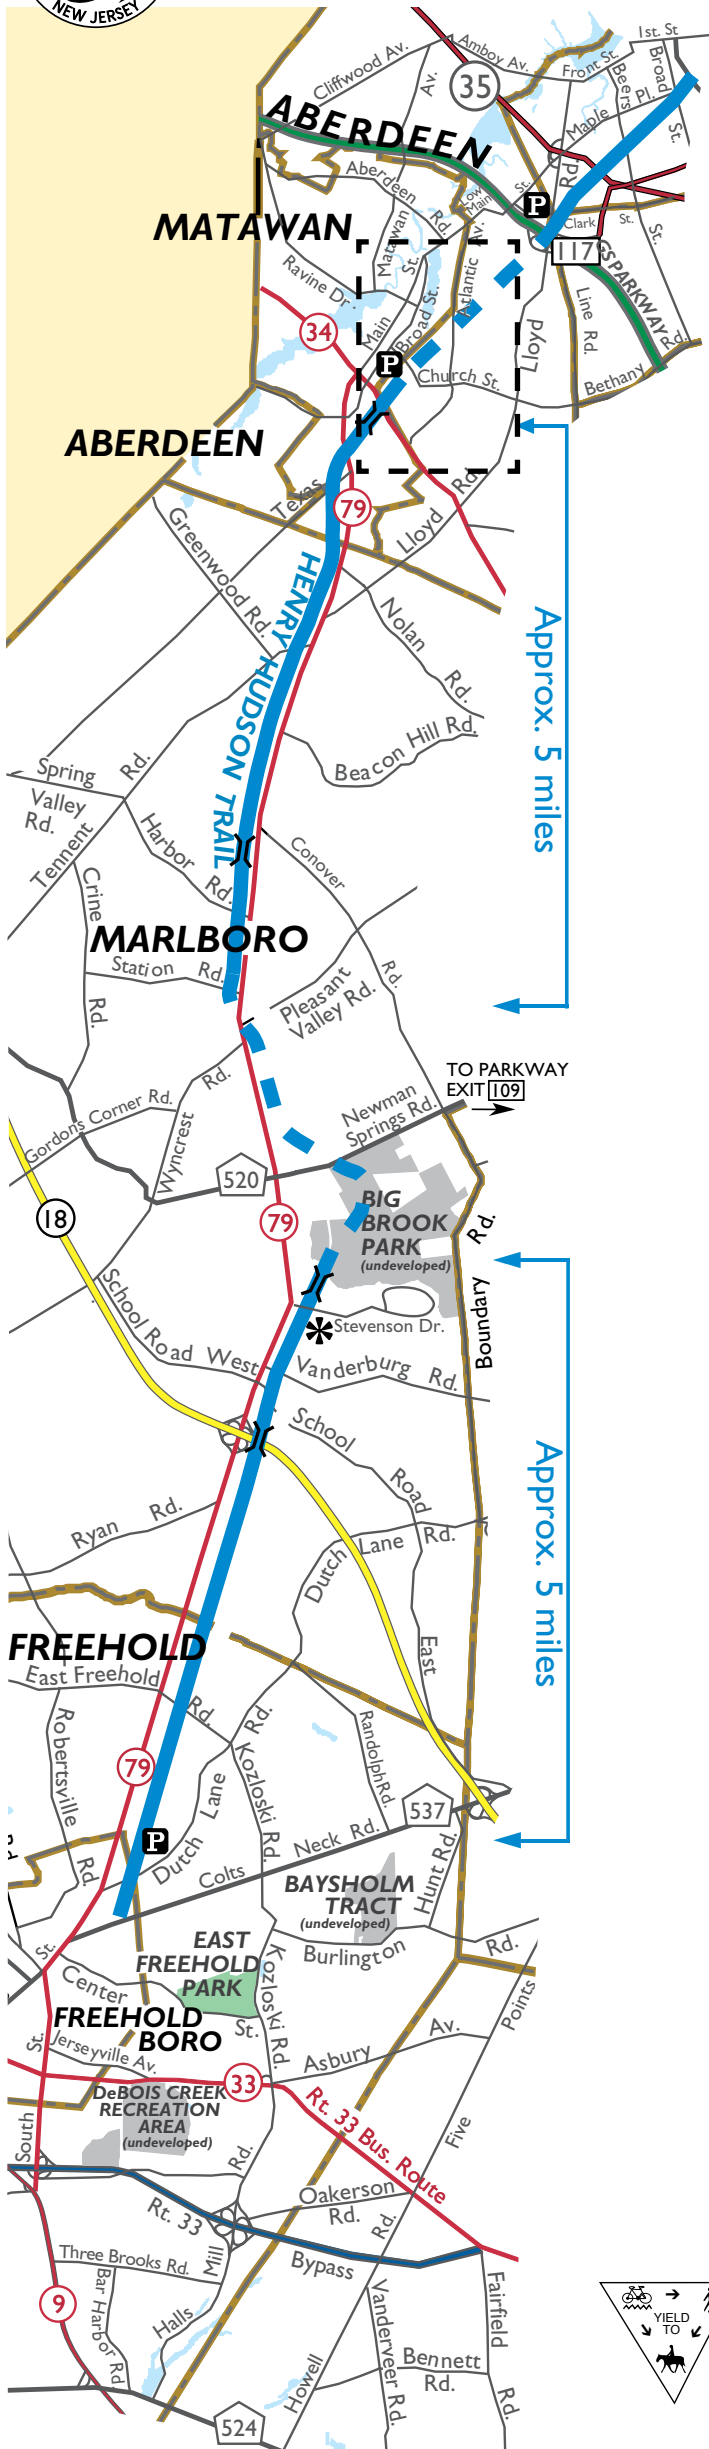 NEW JERSEY
1st. St
Amboy Av.
Front St.
Broad
St.
Beers
Cliffwood Av.
Av.
35
Maple
Pl.
ABERDEEN
Aberdeen
Rd.
Low
Main
St.
P
Rd.
Clark
St.
St.
MATAWAN
Matawan
St.
Av.
Atlantic
117
GS PARKWAY
Ravine Dr.
34
Main
Broad St.
P
Church St.
Lloyd
Line Rd.
Bethany
Rd.
ABERDEEN
Texas
79
Lloyd
Rd.
Greenwood Rd.
HENRY HUDSON TRAIL
Nolan
Rd.
Approx. 5 miles
Beacon Hill Rd.
Spring
Valley
Rd.
Rd.
Tennent
Harbor
Rd.
Conover
Rd.
Crine
Rd.
MARLBORO
Station
Rd.
Pleasant
Valley Rd.
TO PARKWAY
EXIT 109
Rd.
Gordons Corner Rd.
Wyncrest
Newman
Springs Rd.
520
18
79
BIG
BROOK
PARK
(undeveloped)
Rd.
Boundary
Stevenson Dr.
School Road West
Vanderburg
Rd.
School
Road
East
Ryan
Rd.
Dutch
Lane
Rd.
Approx. 5 miles
FREEHOLD
East Freehold
Rd.
Rd.
Robertsville
Rd.
79
Kozloski Rd.
Randolph Rd.
P
Dutch
Lane
537
Colts
Neck Rd.
Rd
Hunt Rd.
BAYSHOLM
TRACT
(undeveloped)
EAST
FREEHOLD
PARK
Burlington
Rd.
St.
Center
St.
Kozloski Rd.
FREEHOLD
BORO
St.
Jerseyville Av.
Asbury
Av.
Points
33
DeBOIS CREEK
RECREATION
AREA
(undeveloped)
Rt. 33 Bus. Route
South
Rd.
Five
Oakerson
Rd.
Rd.
Rt. 33
Bypass
Three Brooks Rd.
Mill
Bar Harbor Rd.
9
Halls
Howell
Vanderveer Rd.
Fairfield
Rd.
Bennett
Rd.
524
YIELD
TO